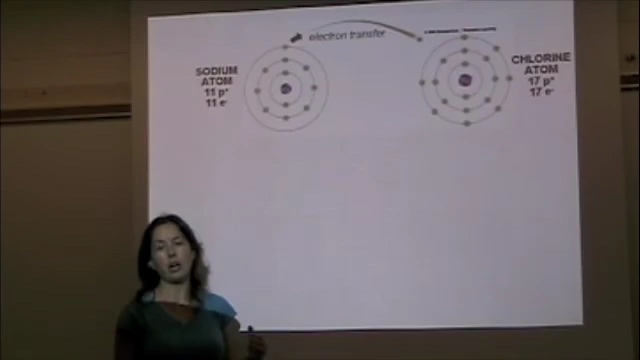 electron transfer
SODIUM
ATOM
11 p⁺
11 e⁻
CHLORINE
ATOM
17 p⁺
17 e⁻